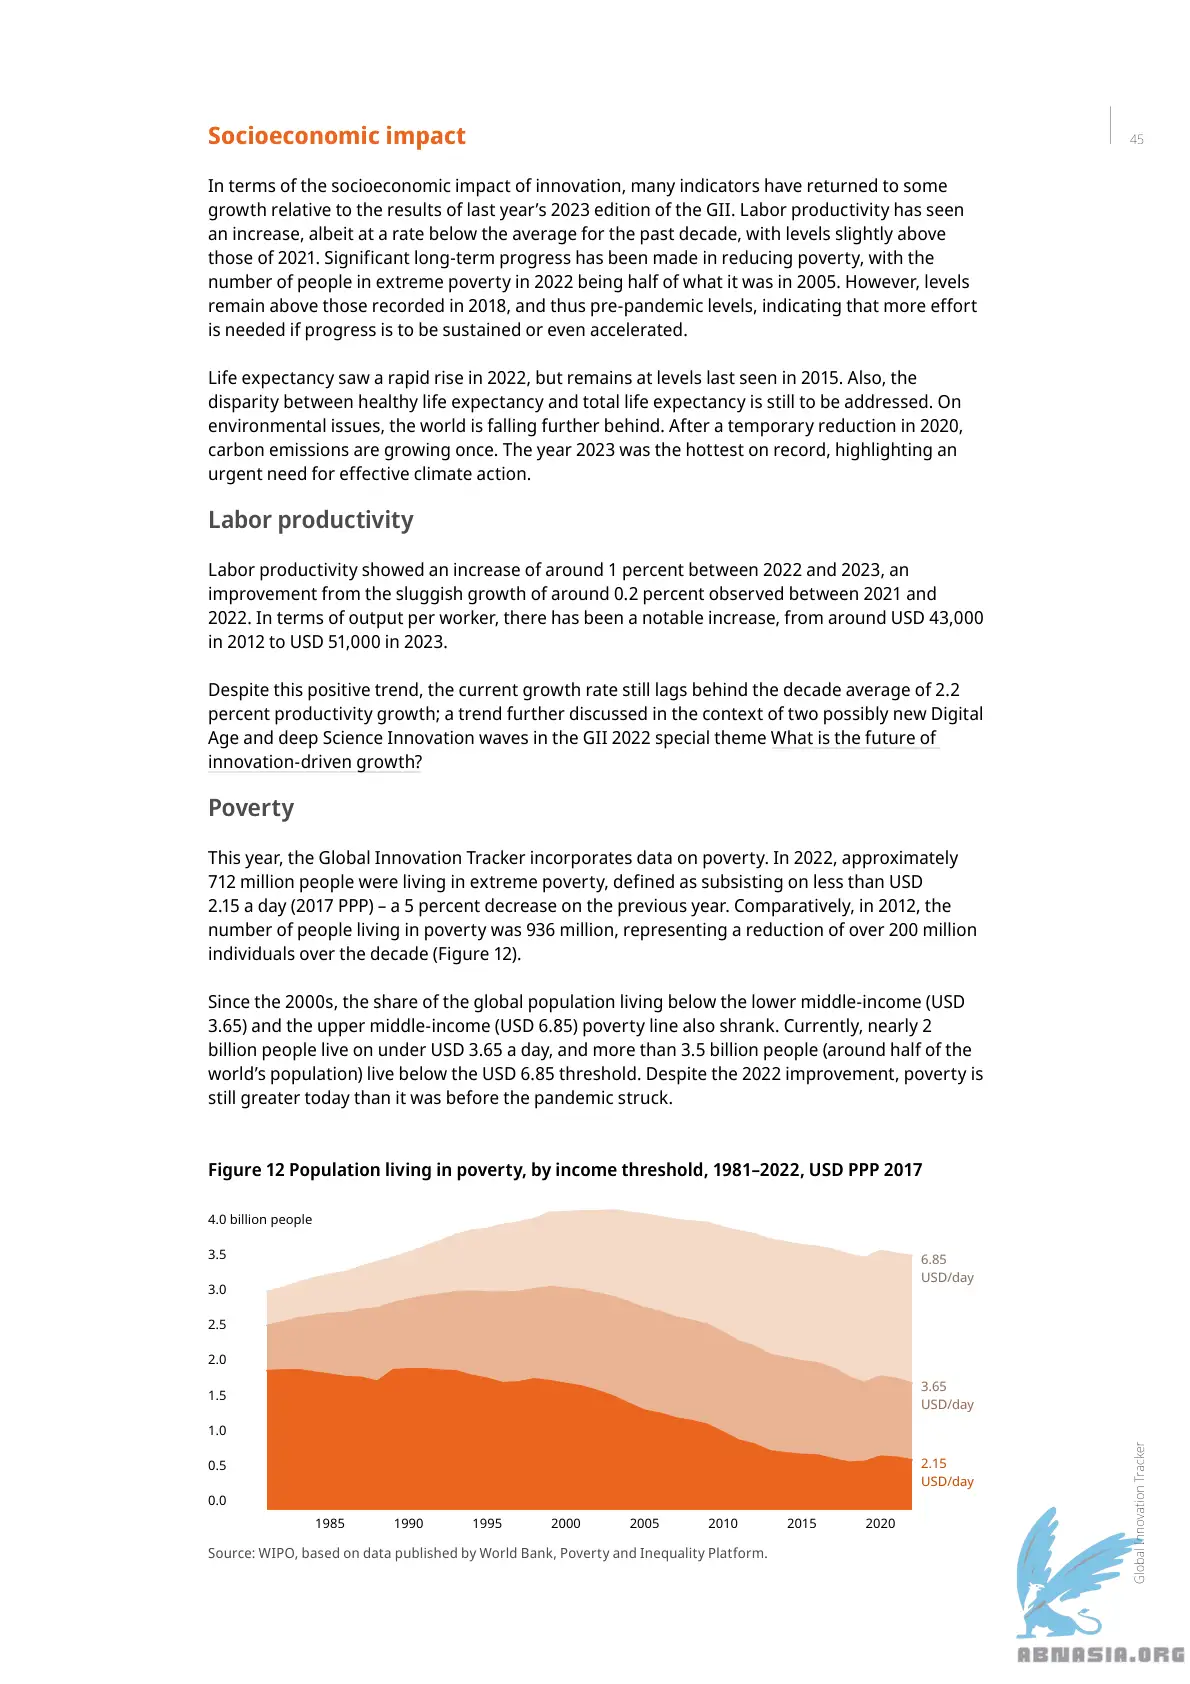 45
Socioeconomic impact
In terms of the socioeconomic impact of innovation, many indicators have returned to some
growth relative to the results of last year’s 2023 edition of the GII. Labor productivity has seen
an increase, albeit at a rate below the average for the past decade, with levels slightly above
those of 2021. Significant long-term progress has been made in reducing poverty, with the
number of people in extreme poverty in 2022 being half of what it was in 2005. However, levels
remain above those recorded in 2018, and thus pre-pandemic levels, indicating that more effort
is needed if progress is to be sustained or even accelerated.
Life expectancy saw a rapid rise in 2022, but remains at levels last seen in 2015. Also, the
disparity between healthy life expectancy and total life expectancy is still to be addressed. On
environmental issues, the world is falling further behind. After a temporary reduction in 2020,
carbon emissions are growing once. The year 2023 was the hottest on record, highlighting an
urgent need for effective climate action.
Labor productivity
Labor productivity showed an increase of around 1 percent between 2022 and 2023, an
improvement from the sluggish growth of around 0.2 percent observed between 2021 and
2022. In terms of output per worker, there has been a notable increase, from around USD 43,000
in 2012 to USD 51,000 in 2023.
Despite this positive trend, the current growth rate still lags behind the decade average of 2.2
percent productivity growth; a trend further discussed in the context of two possibly new Digital
Age and deep Science Innovation waves in the GII 2022 special theme What is the future of
innovation-driven growth?
Poverty
This year, the Global Innovation Tracker incorporates data on poverty. In 2022, approximately
712 million people were living in extreme poverty, defined as subsisting on less than USD
2.15 a day (2017 PPP) – a 5 percent decrease on the previous year. Comparatively, in 2012, the
number of people living in poverty was 936 million, representing a reduction of over 200 million
individuals over the decade (Figure 12).
Since the 2000s, the share of the global population living below the lower middle-income (USD
3.65) and the upper middle-income (USD 6.85) poverty line also shrank. Currently, nearly 2
billion people live on under USD 3.65 a day, and more than 3.5 billion people (around half of the
world’s population) live below the USD 6.85 threshold. Despite the 2022 improvement, poverty is
still greater today than it was before the pandemic struck.
Figure 12 Population living in poverty, by income threshold, 1981–2022, USD PPP 2017
4.0 billion people
3.5
3.0
2.5
2.0
1.5
1.0
0.5
0.0
6.85
USD/day
3.65
USD/day
2.15
USD/day
1985 1990 1995 2000 2005 2010 2015 2020
Source: WIPO, based on data published by World Bank, Poverty and Inequality Platform.
Global Innovation Tracker
ABNASIA.ORG